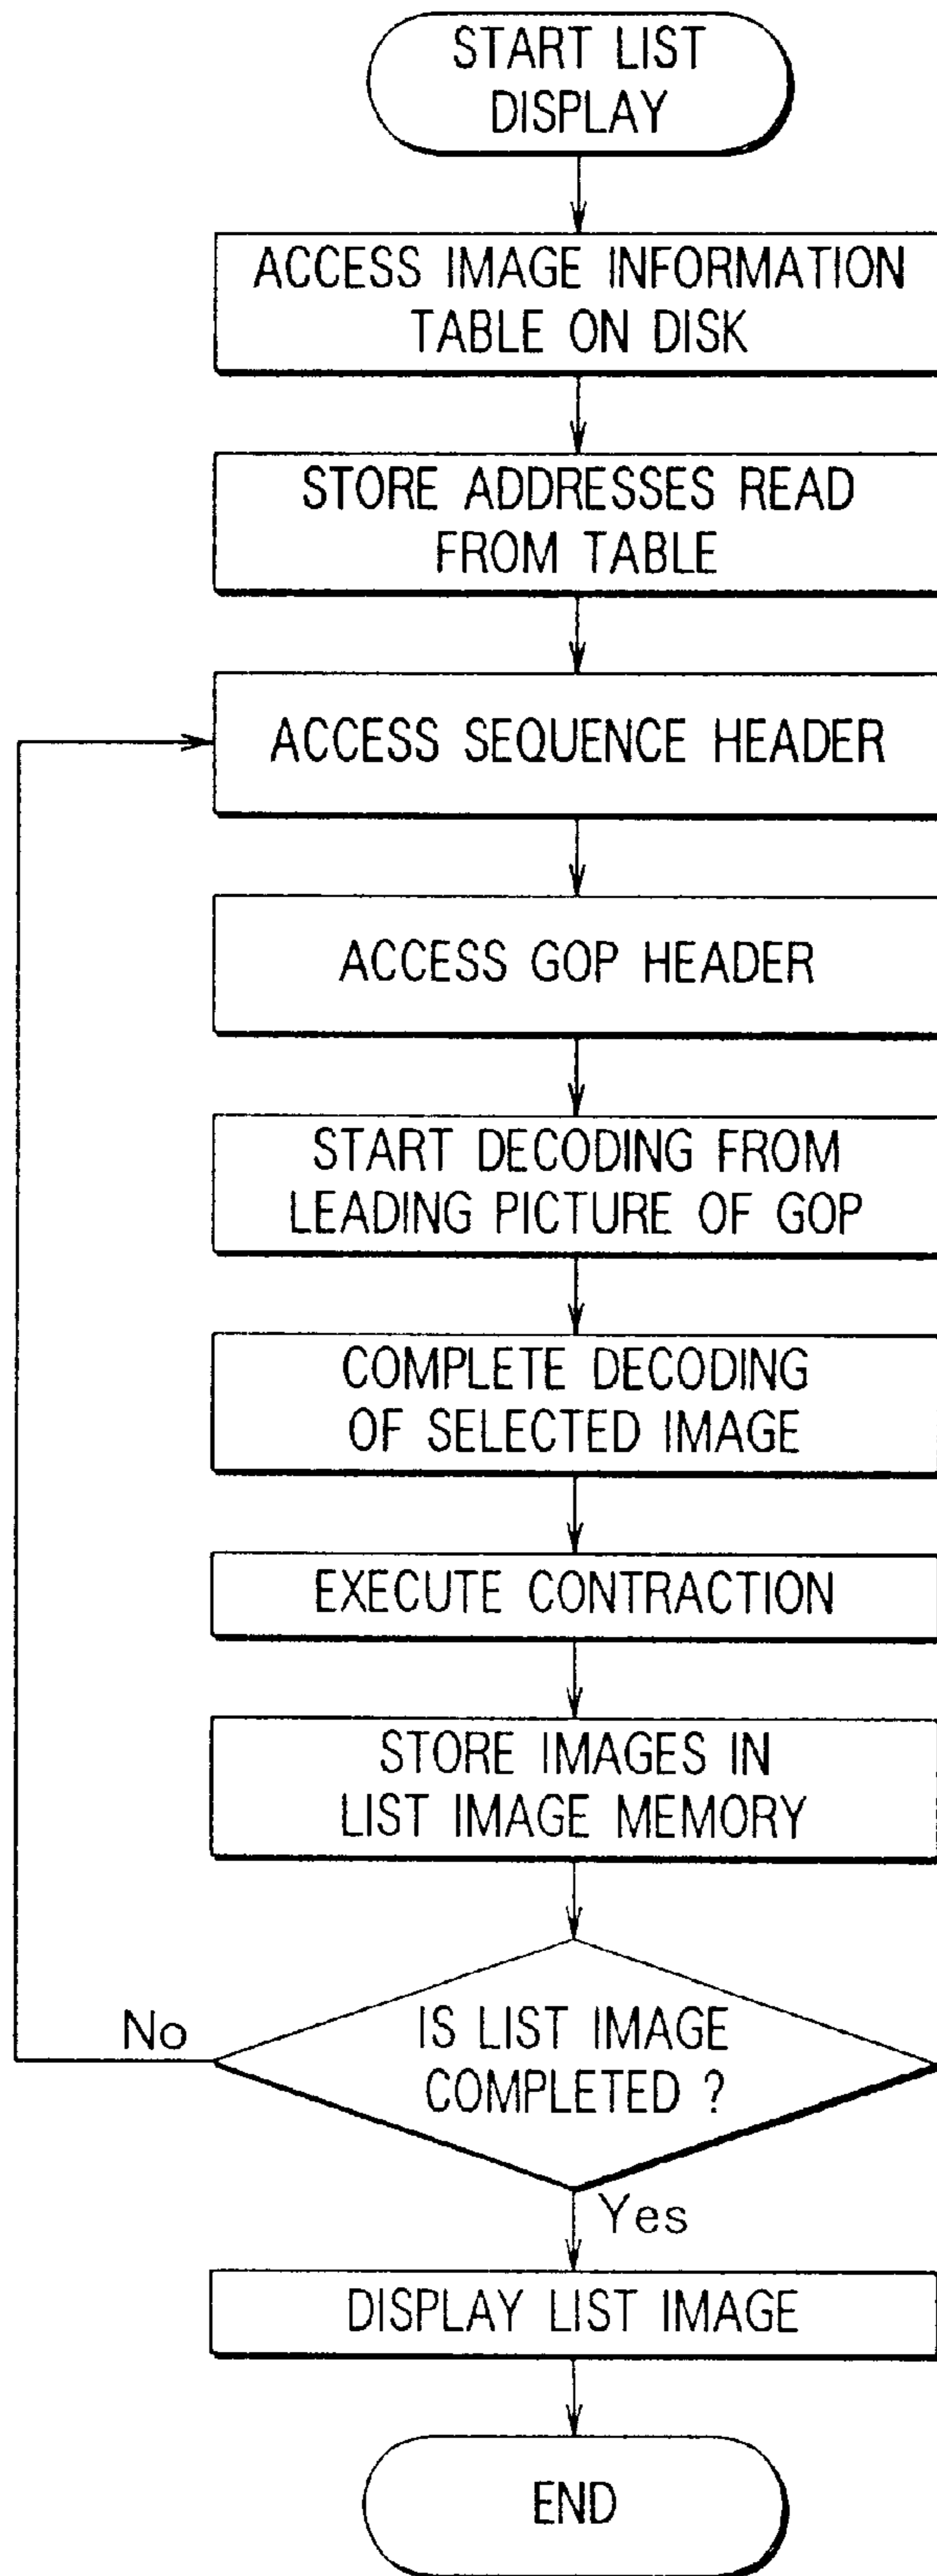 START LIST
DISPLAY
ACCESS IMAGE INFORMATION
TABLE ON DISK
STORE ADDRESSES READ
FROM TABLE
ACCESS SEQUENCE HEADER
ACCESS GOP HEADER
START DECODING FROM
LEADING PICTURE OF GOP
COMPLETE DECODING
OF SELECTED IMAGE
EXECUTE CONTRACTION
STORE IMAGES IN
LIST IMAGE MEMORY
IS LIST IMAGE
COMPLETED ?
No
Yes
DISPLAY LIST IMAGE
END